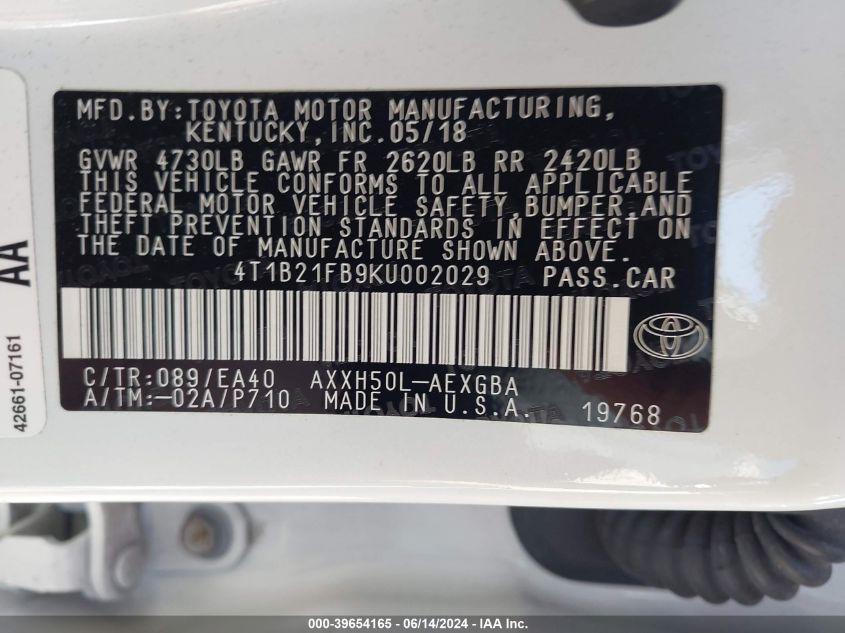 MFD.BY:TOYOTA MOTOR MANUFACTURING,
KENTUCKY,INC.05/18
GVWR 4730LB GAWR FR 2620LB RR 2420LB
THIS VEHICLE CONFORMS TO ALL APPLICABLE
FEDERAL MOTOR VEHICLE SAFETY,BUMPER,AND
THEFT PREVENTION STANDARDS IN EFFECT ON
THE DATE OF MANUFACTURE SHOWN ABOVE.
4T1B21FB9KU002029 PASS.CAR
C/TR:089/EA40 AXXH50L-AEXGBA
A/TM:-02A/P710 MADE IN U.S.A. 19768
AA
42661-07161
000-39654165 - 06/14/2024 - IAA Inc.